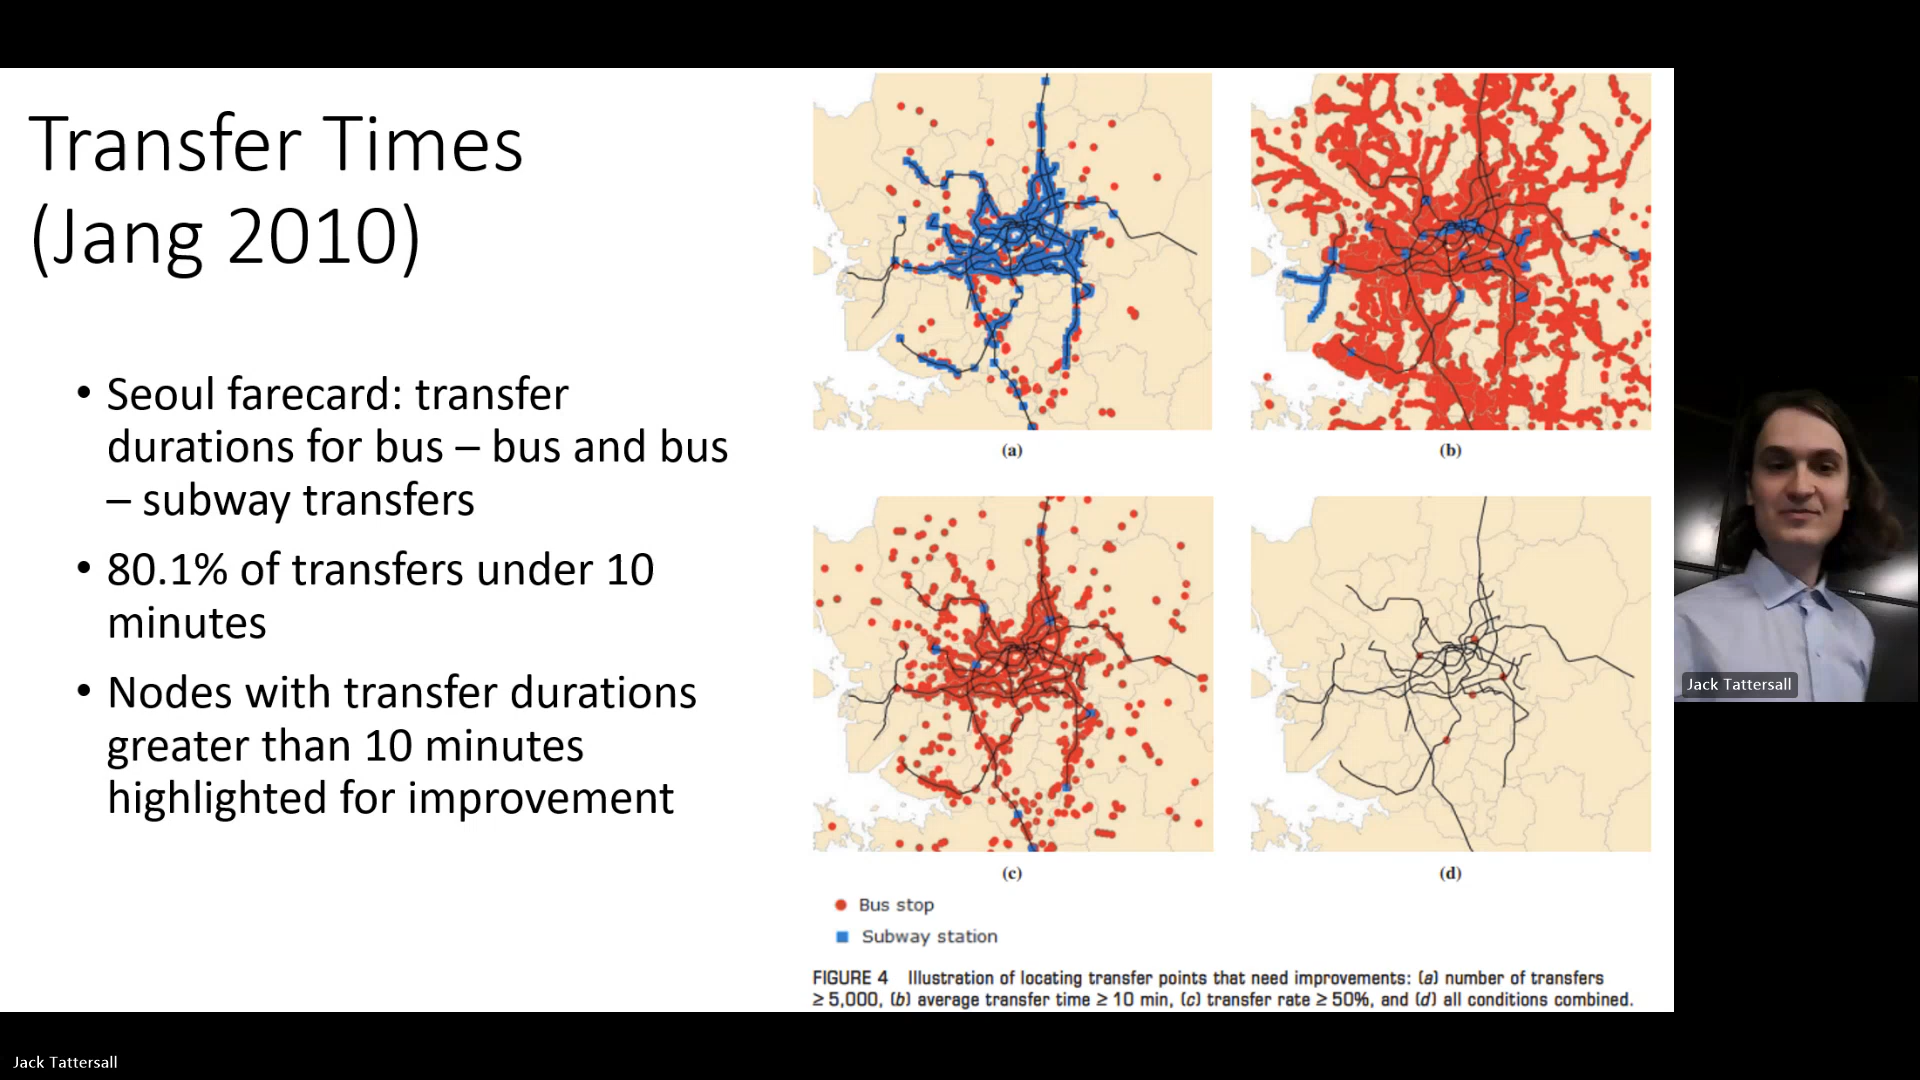 Transfer Times
(Jang 2010)
• Seoul farecard: transfer
durations for bus – bus and bus
– subway transfers
• 80.1% of transfers under 10
minutes
• Nodes with transfer durations
greater than 10 minutes
highlighted for improvement
(a)
(b)
(c)
(d)
Bus stop
Subway station
FIGURE 4 Illustration of locating transfer points that need improvements: (a) number of transfers
≥ 5,000, (b) average transfer time ≥ 10 min, (c) transfer rate ≥ 50%, and (d) all conditions combined.
Jack Tattersall
Jack Tattersall